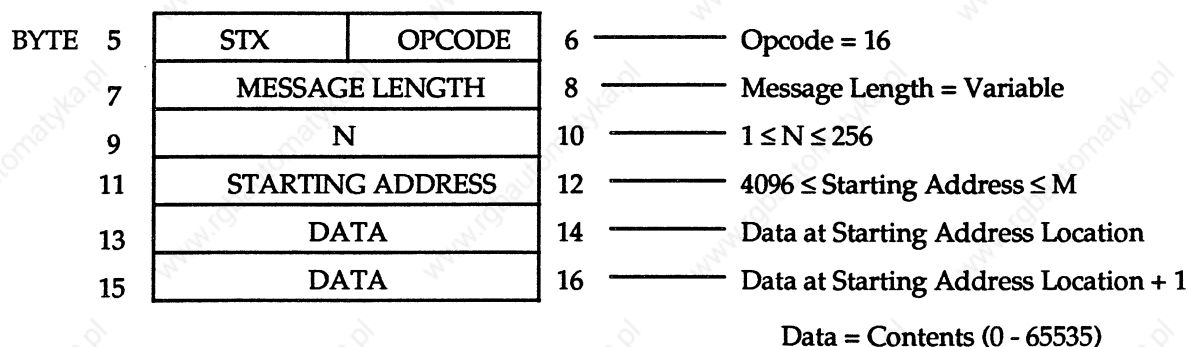 BYTE 5 STX OPCODE 6 Opcode = 16
7 MESSAGE LENGTH 8 Message Length = Variable
9 N 10 1 ≤ N ≤ 256
11 STARTING ADDRESS 12 4096 ≤ Starting Address ≤ M
13 DATA 14 Data at Starting Address Location
15 DATA 16 Data at Starting Address Location + 1
Data = Contents (0 - 65535)